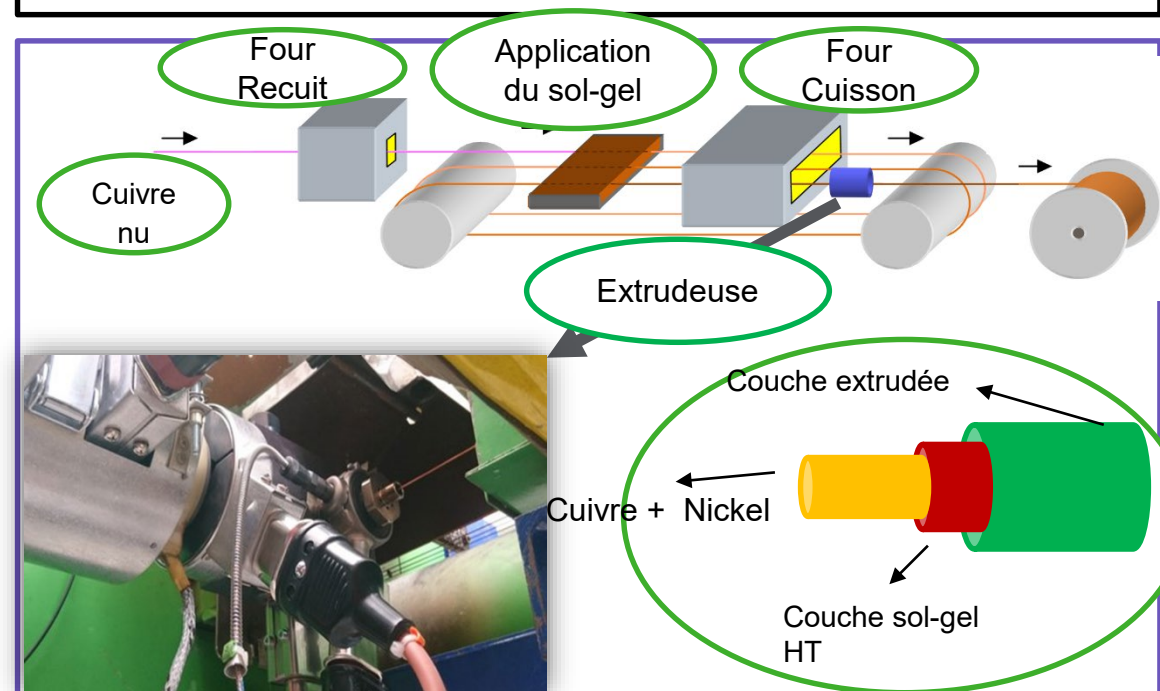 Four
Recuit
Application
du sol-gel
Four
Cuisson
Cuivre
nu
Extrudeuse
Couche extrudée
Cuivre + Nickel
Couche sol-gel
HT